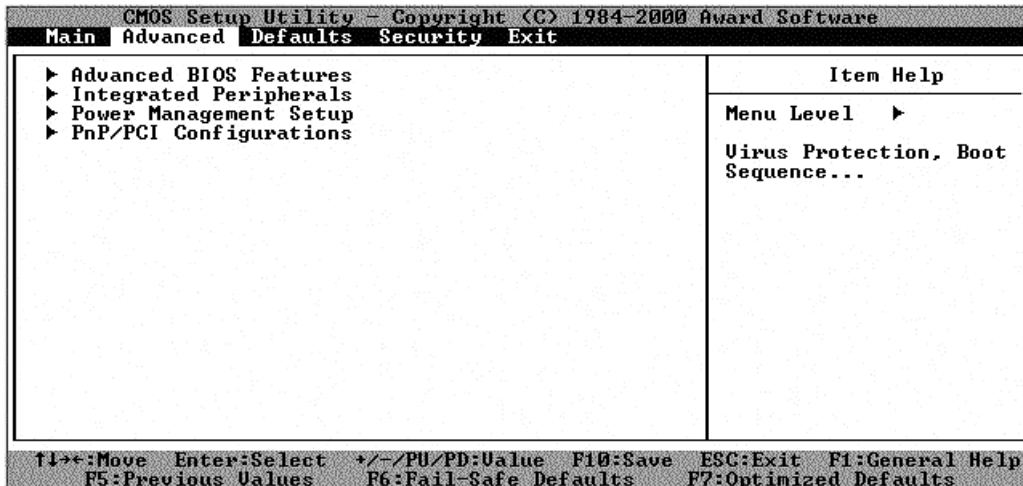 CMOS Setup Utility – Copyright (C) 1984–2000 Award Software
Main Advanced Defaults Security Exit
▶ Advanced BIOS Features
▶ Integrated Peripherals
▶ Power Management Setup
▶ PnP/PCI Configurations
Item Help
Menu Level ▶
Virus Protection, Boot
Sequence...
↑↓→←:Move Enter:Select +/-/PU/PD:Value F10:Save ESC:Exit F1:General Help
F5:Previous Values F6:Fail-Safe Defaults F7:Optimized Defaults